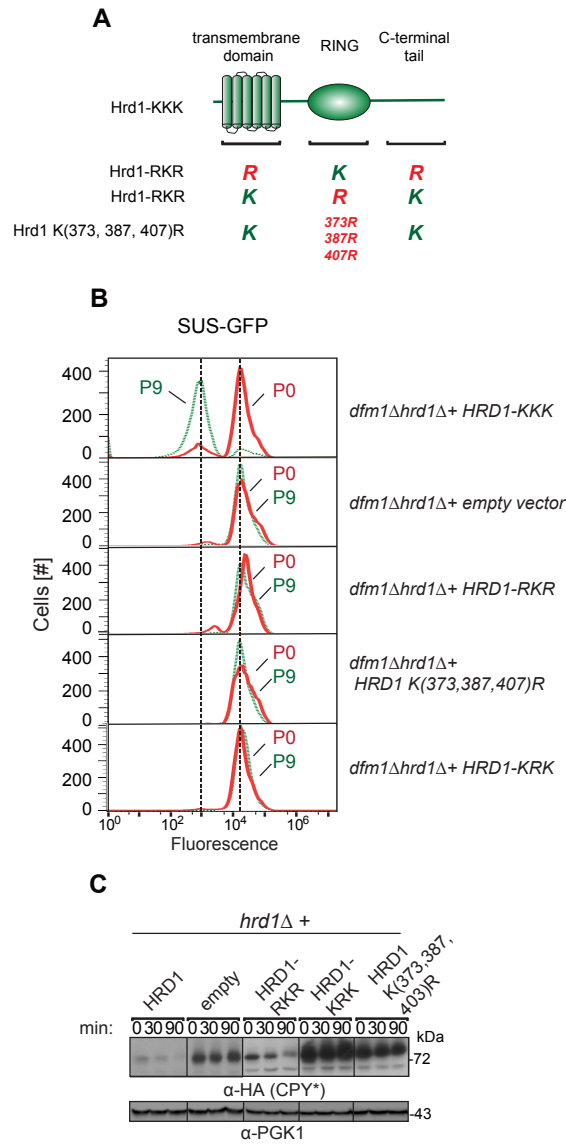 A
transmembrane domain
RING
C-terminal tail
Hrd1-KKK
Hrd1-RKR R K R
Hrd1-RKR K R K
Hrd1 K(373, 387, 407)R K 373R 387R 407R K
B
SUS-GFP
Cells [#]
400
200
0
P9
P0
dfm1Δhrd1Δ+ HRD1-KKK
400
200
0
P0
P9
dfm1Δhrd1Δ+ empty vector
400
200
0
P0
P9
dfm1Δhrd1Δ+ HRD1-RKR
400
200
0
P0
P9
dfm1Δhrd1Δ+
HRD1 K(373,387,407)R
400
200
0
P0
P9
dfm1Δhrd1Δ+ HRD1-KRK
10⁰ 10² 10⁴ 10⁶
Fluorescence
C
hrd1Δ +
HRD1
empty
HRD1-
RKR
HRD1-
KRK
HRD1
K(373,387,
403)R
min: 0 30 90 0 30 90 0 30 90 0 30 90 0 30 90
kDa
-72
α-HA (CPY*)
-43
α-PGK1